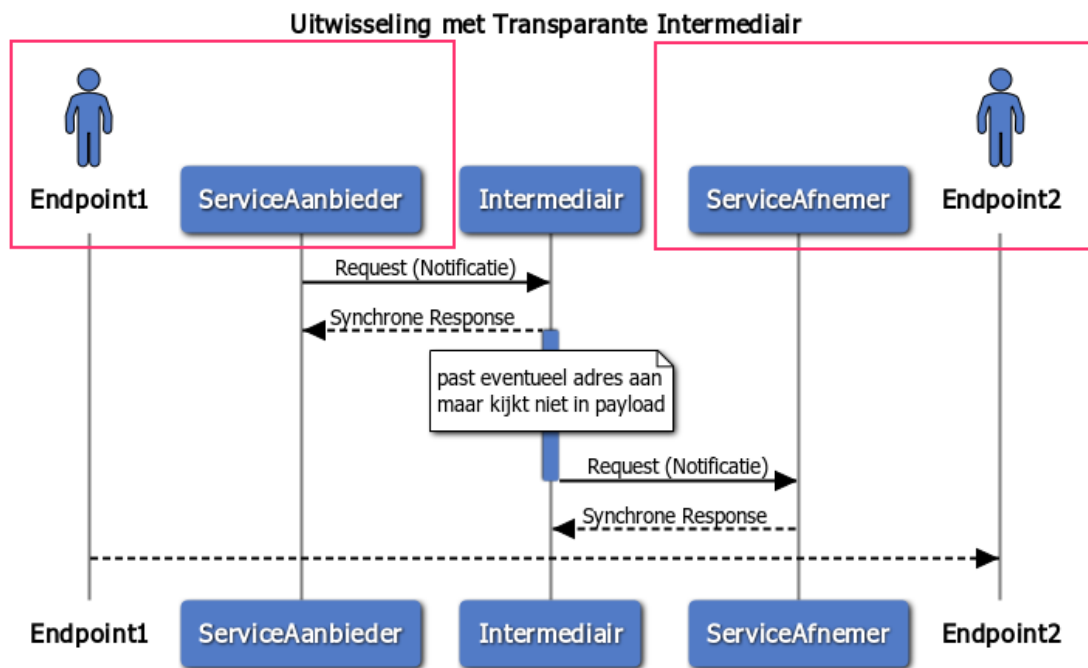 Uitwisseling met Transparante Intermediair
Endpoint1
ServiceAanbieder
Intermediair
ServiceAfnemer
Endpoint2
Request (Notificatie)
Synchrone Response
past eventueel adres aan
maar kijkt niet in payload
Request (Notificatie)
Synchrone Response
Endpoint1
ServiceAanbieder
Intermediair
ServiceAfnemer
Endpoint2